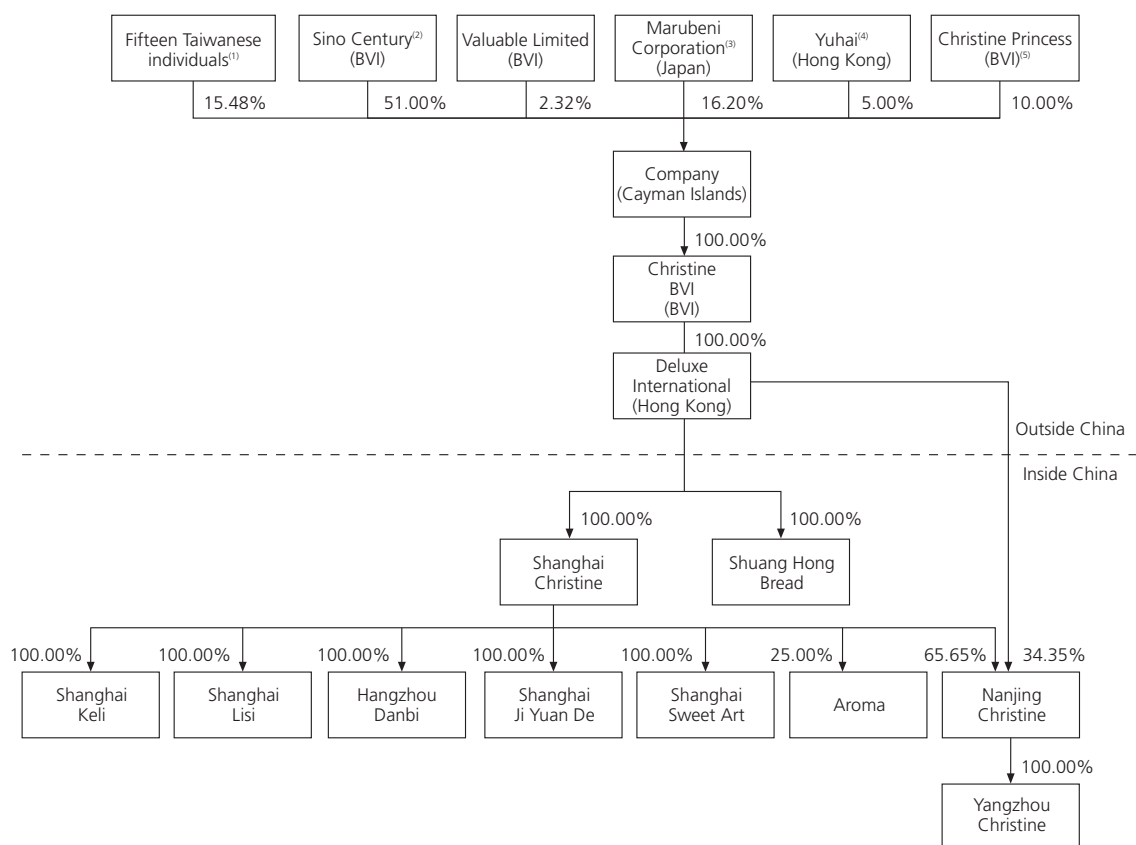 Fifteen Taiwanese
individuals(1)
Sino Century(2)
(BVI)
Valuable Limited
(BVI)
Marubeni
Corporation(3)
(Japan)
Yuhai(4)
(Hong Kong)
Christine Princess
(BVI)(5)
15.48%
51.00%
2.32%
16.20%
5.00%
10.00%
Company
(Cayman Islands)
100.00%
Christine
BVI
(BVI)
100.00%
Deluxe
International
(Hong Kong)
Outside China
Inside China
100.00%
100.00%
Shanghai
Christine
Shuang Hong
Bread
100.00%
100.00%
100.00%
100.00%
100.00%
25.00%
65.65%
34.35%
Shanghai
Keli
Shanghai
Lisi
Hangzhou
Danbi
Shanghai
Ji Yuan De
Shanghai
Sweet Art
Aroma
Nanjing
Christine
100.00%
Yangzhou
Christine